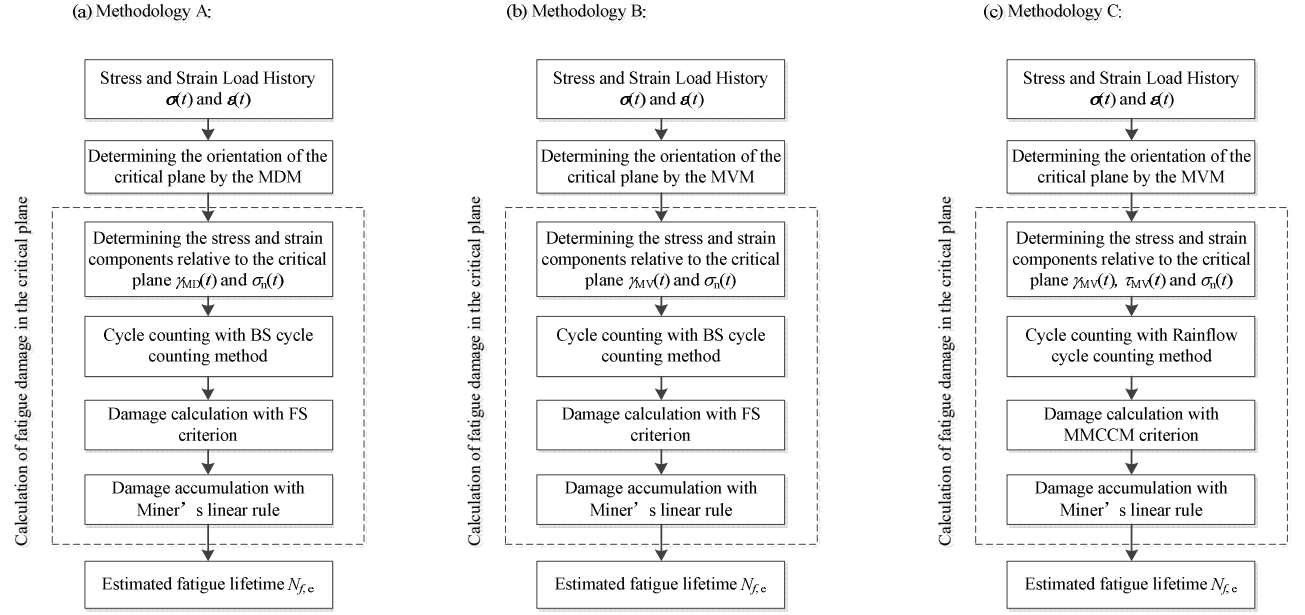 (a) Methodology A:
Stress and Strain Load History
σ(t) and ε(t)
Determining the orientation of the
critical plane by the MDM
Calculation of fatigue damage in the critical plane
Determining the stress and strain
components relative to the critical
plane γMD(t) and σn(t)
Cycle counting with BS cycle
counting method
Damage calculation with FS
criterion
Damage accumulation with
Miner’s linear rule
Estimated fatigue lifetime Nf,e
(b) Methodology B:
Stress and Strain Load History
σ(t) and ε(t)
Determining the orientation of the
critical plane by the MVM
Calculation of fatigue damage in the critical plane
Determining the stress and strain
components relative to the critical
plane γMV(t) and σn(t)
Cycle counting with BS cycle
counting method
Damage calculation with FS
criterion
Damage accumulation with
Miner’s linear rule
Estimated fatigue lifetime Nf,e
(c) Methodology C:
Stress and Strain Load History
σ(t) and ε(t)
Determining the orientation of the
critical plane by the MVM
Calculation of fatigue damage in the critical plane
Determining the stress and strain
components relative to the critical
plane γMV(t), τMV(t) and σn(t)
Cycle counting with Rainflow
cycle counting method
Damage calculation with
MMCCM criterion
Damage accumulation with
Miner’s linear rule
Estimated fatigue lifetime Nf,e